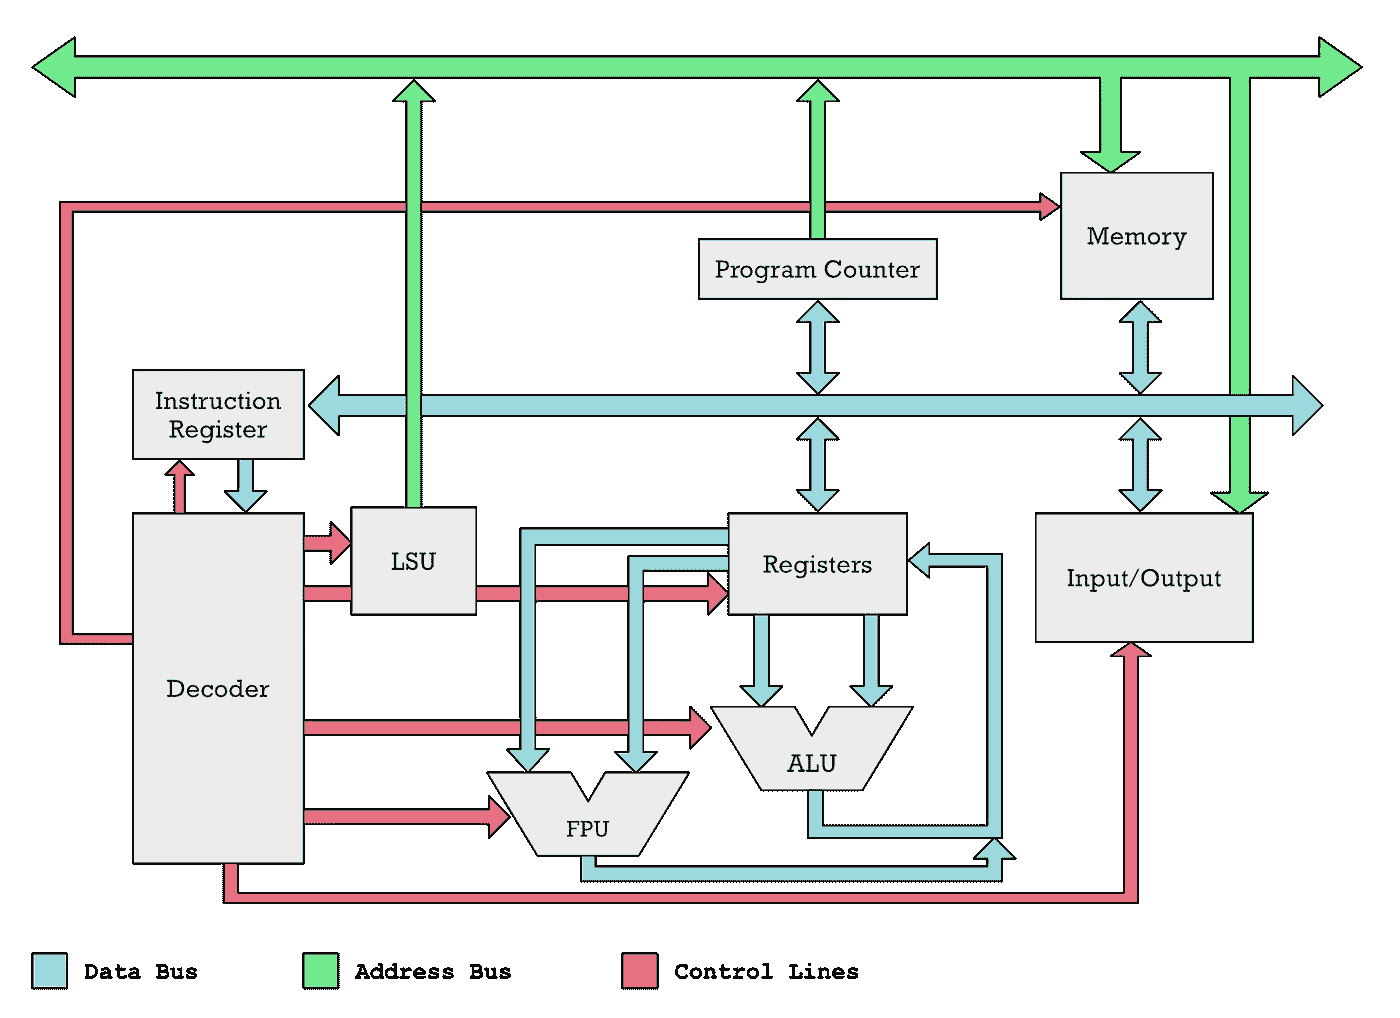 Memory
Program Counter
Instruction
Register
LSU
Registers
Input/Output
Decoder
ALU
FPU
Data Bus
Address Bus
Control Lines